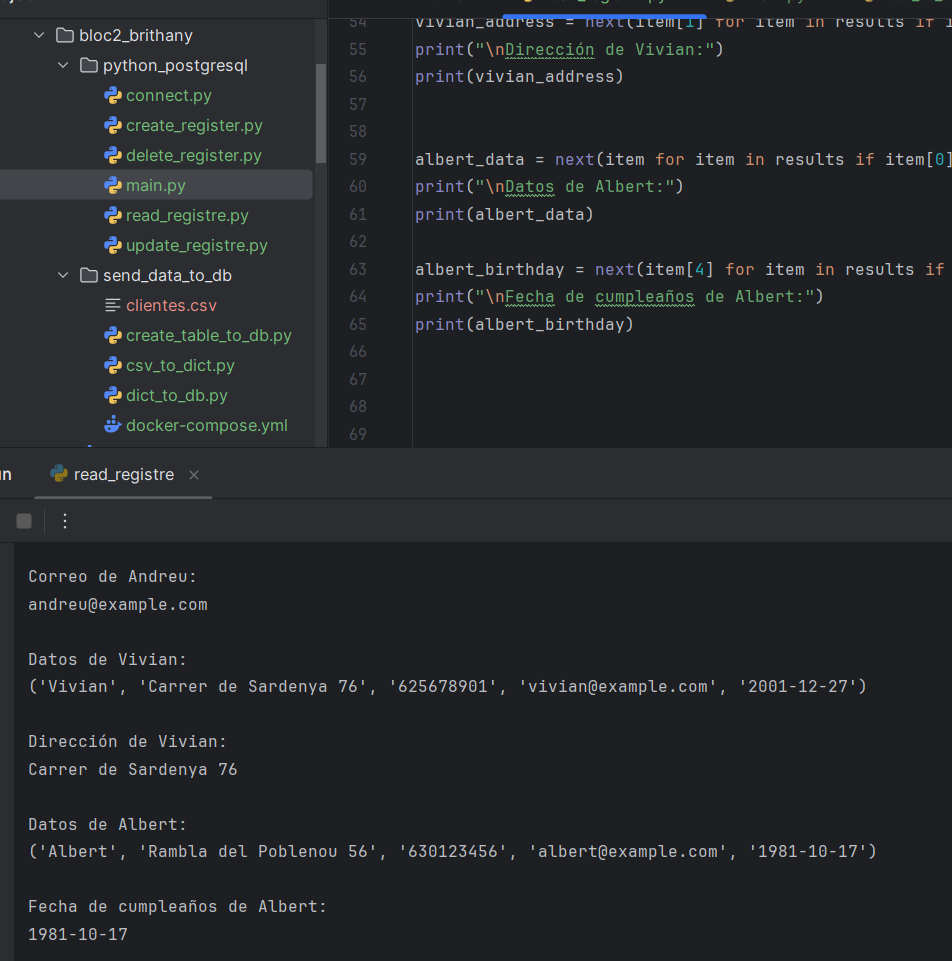 bloc2_brithany
python_postgresql
connect.py
create_register.py
delete_register.py
main.py
read_registre.py
update_registre.py
send_data_to_db
clientes.csv
create_table_to_db.py
csv_to_dict.py
dict_to_db.py
docker-compose.yml
54 vivian_address = next(item[1] for item in results if i
55 print("\nDirección de Vivian:")
56 print(vivian_address)
57
58
59 albert_data = next(item for item in results if item[0]
60 print("\nDatos de Albert:")
61 print(albert_data)
62
63 albert_birthday = next(item[4] for item in results if
64 print("\nFecha de cumpleaños de Albert:")
65 print(albert_birthday)
66
67
68
69
read_registre
Correo de Andreu:
andreu@example.com
Datos de Vivian:
('Vivian', 'Carrer de Sardenya 76', '625678901', 'vivian@example.com', '2001-12-27')
Dirección de Vivian:
Carrer de Sardenya 76
Datos de Albert:
('Albert', 'Rambla del Poblenou 56', '630123456', 'albert@example.com', '1981-10-17')
Fecha de cumpleaños de Albert:
1981-10-17